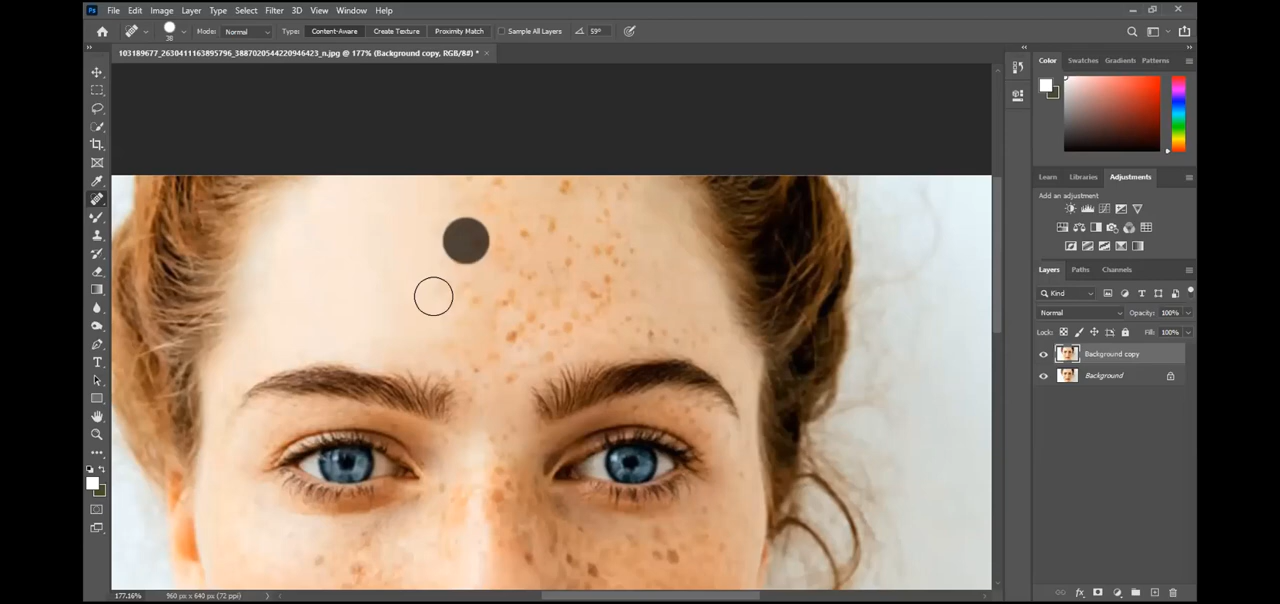 Ps File Edit Image Layer Type Select Filter 3D View Window Help
38 Mode: Normal Type: Content-Aware Create Texture Proximity Match Sample All Layers 59°
103189677_2630411163895796_3887020544220946423_n.jpg @ 177% (Background copy, RGB/8#) * ×
Color Swatches Gradients Patterns
Learn Libraries Adjustments
Add an adjustment
Layers Paths Channels
Kind
Normal Opacity: 100%
Lock: Fill: 100%
Background copy
Background
177.16% 960 px x 640 px (72 ppi)